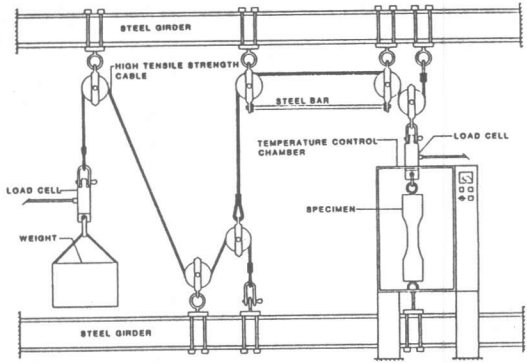 STEEL GIRDER
HIGH TENSILE STRENGTH
CABLE
STEEL BAR
TEMPERATURE CONTROL
CHAMBER
LOAD CELL
LOAD CELL
SPECIMEN
WEIGHT
STEEL GIRDER